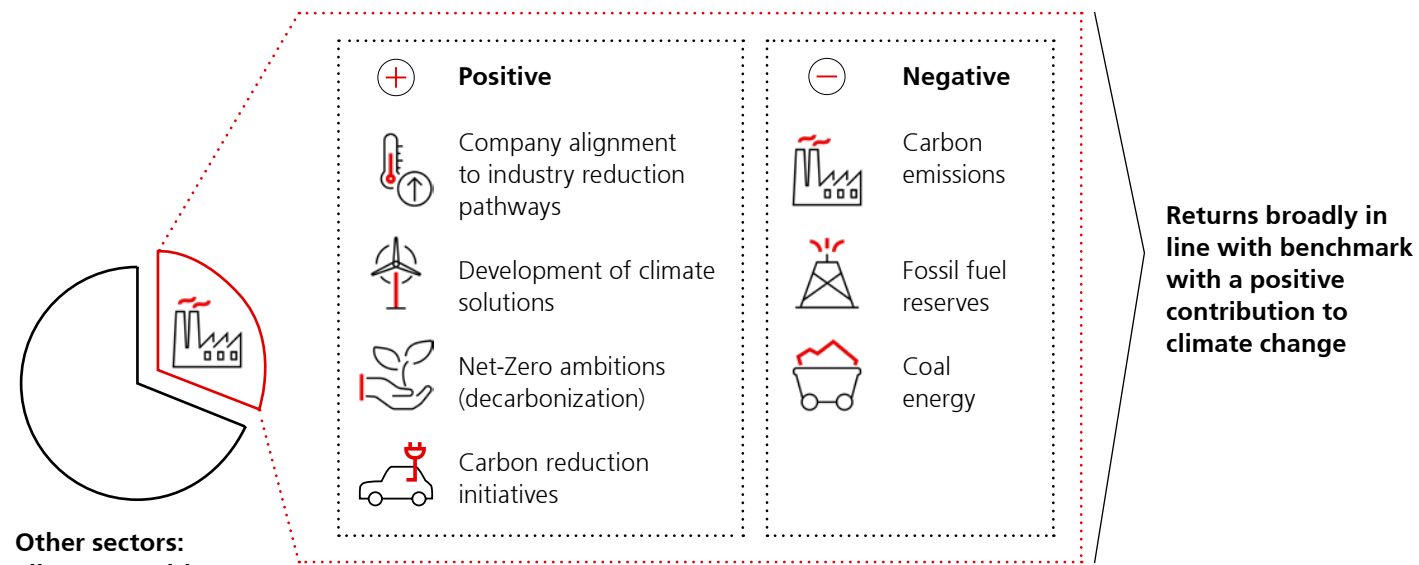 Positive
Company alignment
to industry reduction
pathways
Development of climate
solutions
Net-Zero ambitions
(decarbonization)
Carbon reduction
initiatives
Negative
Carbon
emissions
Fossil fuel
reserves
Coal
energy
Returns broadly in
line with benchmark
with a positive
contribution to
climate change
Other sectors: